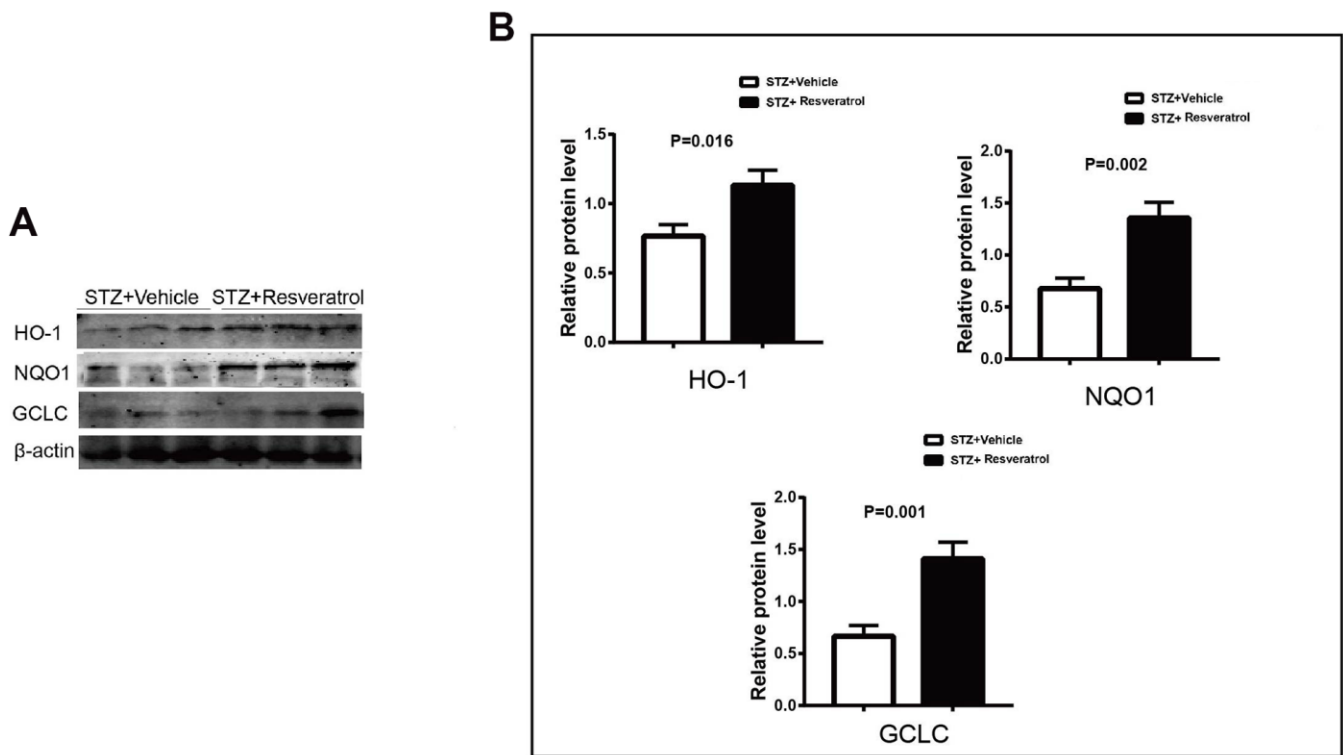 A
STZ+Vehicle STZ+Resveratrol
HO-1
NQO1
GCLC
β-actin
B
STZ+Vehicle
STZ+ Resveratrol
P=0.016
Relative protein level
1.5
1.0
0.5
0.0
HO-1
STZ+Vehicle
STZ+ Resveratrol
P=0.002
Relative protein level
2.0
1.5
1.0
0.5
0.0
NQO1
STZ+Vehicle
STZ+ Resveratrol
P=0.001
Relative protein level
2.0
1.5
1.0
0.5
0.0
GCLC